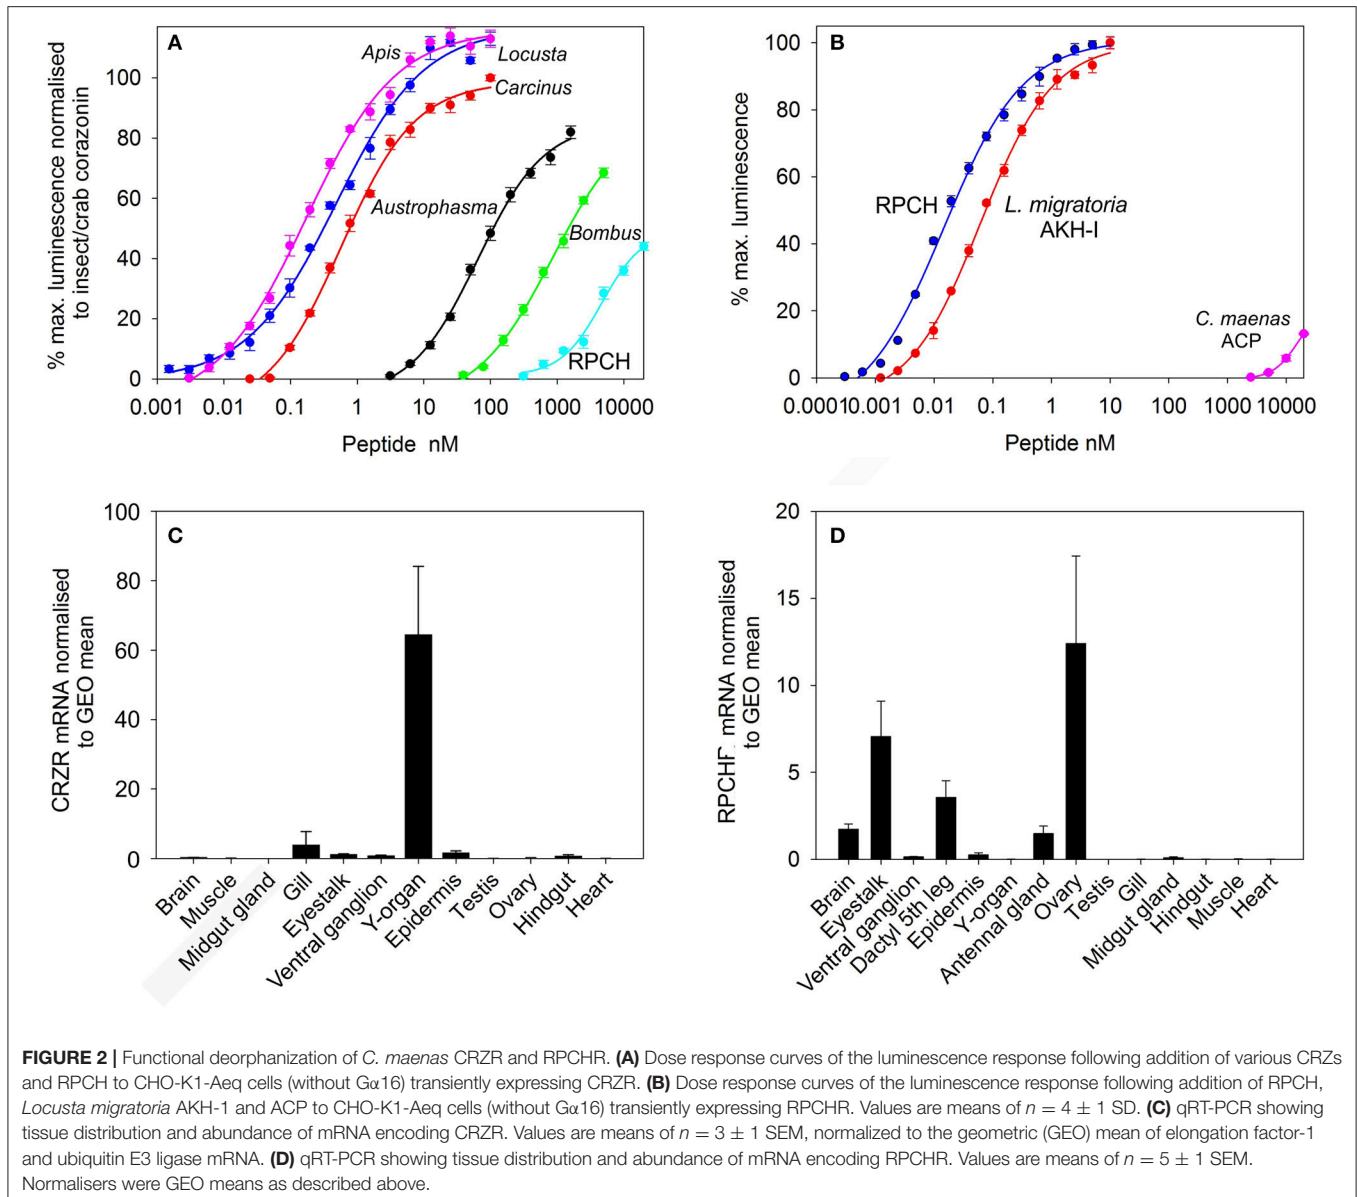 A
% max. luminescence normalised
to insect/crab corazonin
100
80
60
40
20
0
Apis
Locusta
Carcinus
Austrophasma
Bombus
RPCH
0.001 0.01 0.1 1 10 100 1000 10000
Peptide nM
B
% max. luminescence
100
80
60
40
20
0
RPCH
L. migratoria
AKH-I
C. maenas
ACP
0.0001 0.001 0.01 0.1 1 10 100 1000 10000
Peptide nM
C
CRZR mRNA normalised
to GEO mean
100
80
60
40
20
0
Brain
Muscle
Midgut gland
Gill
Eyestalk
Ventral ganglion
Y-organ
Epidermis
Testis
Ovary
Hindgut
Heart
D
RPCHR mRNA normalised
to GEO mean
20
15
10
5
0
Brain
Eyestalk
Ventral ganglion
Dactyl 5th leg
Epidermis
Y-organ
Antennal gland
Ovary
Testis
Gill
Midgut gland
Hindgut
Muscle
Heart
FIGURE 2 | Functional deorphanization of C. maenas CRZR and RPCHR. (A) Dose response curves of the luminescence response following addition of various CRZs
and RPCH to CHO-K1-Aeq cells (without Gα16) transiently expressing CRZR. (B) Dose response curves of the luminescence response following addition of RPCH,
Locusta migratoria AKH-1 and ACP to CHO-K1-Aeq cells (without Gα16) transiently expressing RPCHR. Values are means of n = 4 ± 1 SD. (C) qRT-PCR showing
tissue distribution and abundance of mRNA encoding CRZR. Values are means of n = 3 ± 1 SEM, normalized to the geometric (GEO) mean of elongation factor-1
and ubiquitin E3 ligase mRNA. (D) qRT-PCR showing tissue distribution and abundance of mRNA encoding RPCHR. Values are means of n = 5 ± 1 SEM.
Normalisers were GEO means as described above.